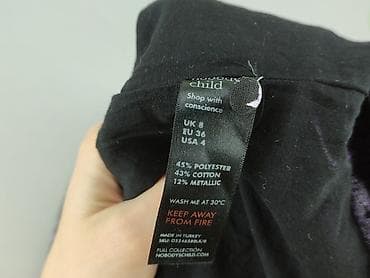 nobody
child
Shop with
conscience
UK 8
EU 36
USA 4
45% POLYESTER
43% COTTON
12% METALLIC
WASH ME AT 30°C
KEEP AWAY
FROM FIRE
MADE IN TURKEY
FULL COLLECTION
NOBODYSCHILD.COM